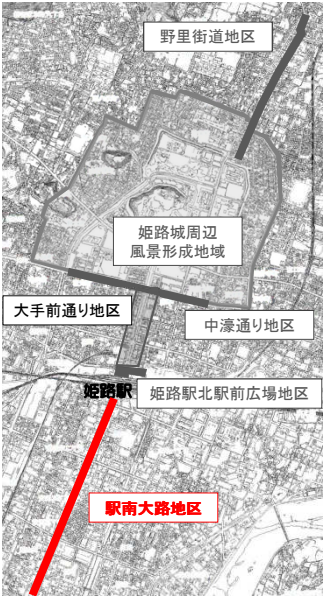 野里街道地区
姫路城周辺
風景形成地域
大手前通り地区
中濠通り地区
姫路駅
姫路駅北駅前広場地区
駅南大路地区